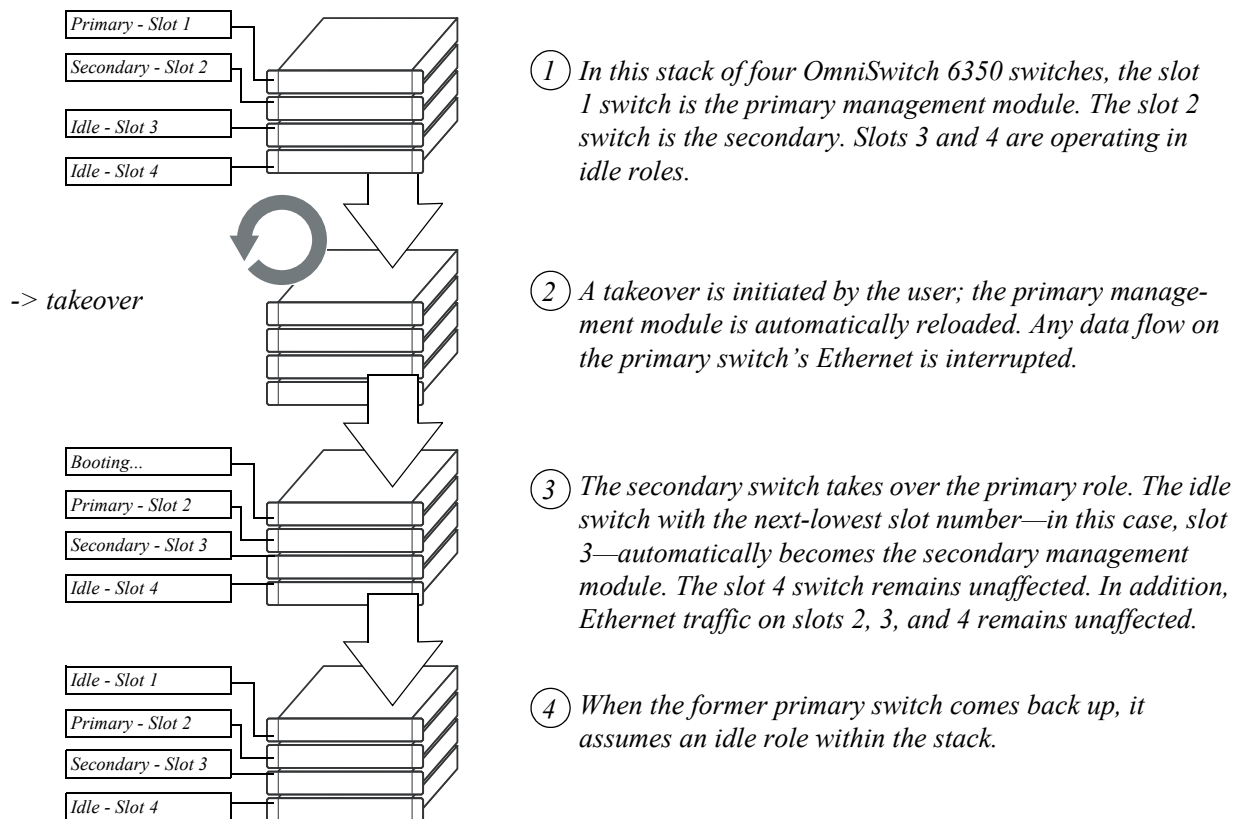 Primary - Slot 1
Secondary - Slot 2
Idle - Slot 3
Idle - Slot 4
1 In this stack of four OmniSwitch 6350 switches, the slot
1 switch is the primary management module. The slot 2
switch is the secondary. Slots 3 and 4 are operating in
idle roles.
-> takeover
2 A takeover is initiated by the user; the primary manage-
ment module is automatically reloaded. Any data flow on
the primary switch’s Ethernet is interrupted.
Booting...
Primary - Slot 2
Secondary - Slot 3
Idle - Slot 4
3 The secondary switch takes over the primary role. The idle
switch with the next-lowest slot number—in this case, slot
3—automatically becomes the secondary management
module. The slot 4 switch remains unaffected. In addition,
Ethernet traffic on slots 2, 3, and 4 remains unaffected.
Idle - Slot 1
Primary - Slot 2
Secondary - Slot 3
Idle - Slot 4
4 When the former primary switch comes back up, it
assumes an idle role within the stack.